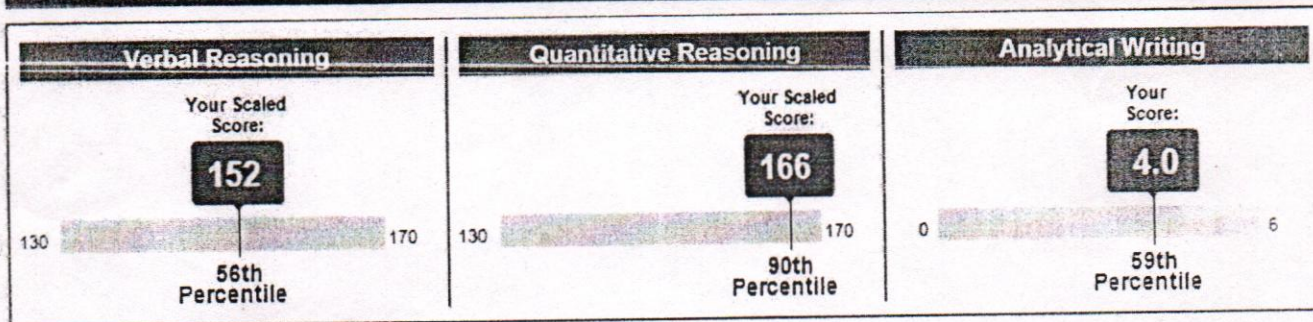 Verbal Reasoning
Your Scaled
Score:
152
130
170
56th
Percentile
Quantitative Reasoning
Your Scaled
Score:
166
130
170
90th
Percentile
Analytical Writing
Your
Score:
4.0
0
6
59th
Percentile